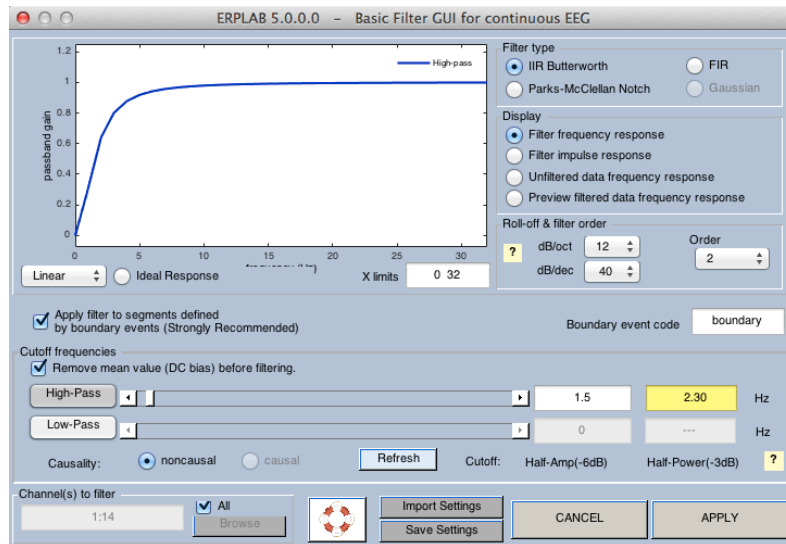 ERPLAB 5.0.0.0 – Basic Filter GUI for continuous EEG
1.2
1
0.8
0.6
0.4
0.2
0
passband gain
High-pass
0 5 10 15 20 25 30
frequency (Hz)
Linear
Ideal Response
X limits
0 32
Filter type
IIR Butterworth
FIR
Parks-McClellan Notch
Gaussian
Display
Filter frequency response
Filter impulse response
Unfiltered data frequency response
Preview filtered data frequency response
Roll-off & filter order
?
dB/oct
12
dB/dec
40
Order
2
Apply filter to segments defined
by boundary events (Strongly Recommended)
Boundary event code
boundary
Cutoff frequencies
Remove mean value (DC bias) before filtering.
High-Pass
1.5
2.30
Hz
Low-Pass
0
---
Hz
Causality:
noncausal
causal
Refresh
Cutoff:
Half-Amp(-6dB)
Half-Power(-3dB)
?
Channel(s) to filter
1:14
All
Browse
Import Settings
Save Settings
CANCEL
APPLY